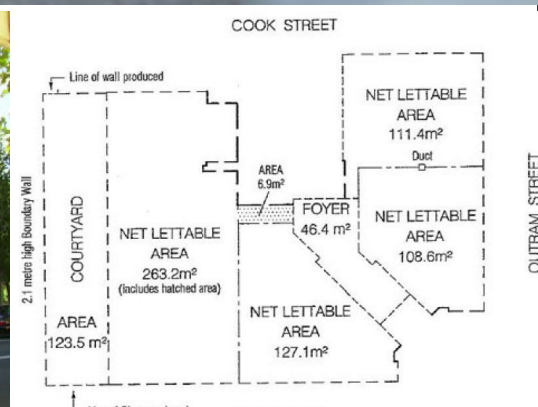 COOK STREET
Line of wall produced
NET LETTABLE
AREA
111.4m²
Duct
OUTRAM STREET
2.1 metre high Boundary Wall
COURTYARD
AREA
6.9m²
FOYER
46.4 m²
NET LETTABLE
AREA
108.6m²
NET LETTABLE
AREA
263.2m²
(includes hatched area)
AREA
123.5 m²
NET LETTABLE
AREA
127.1m²